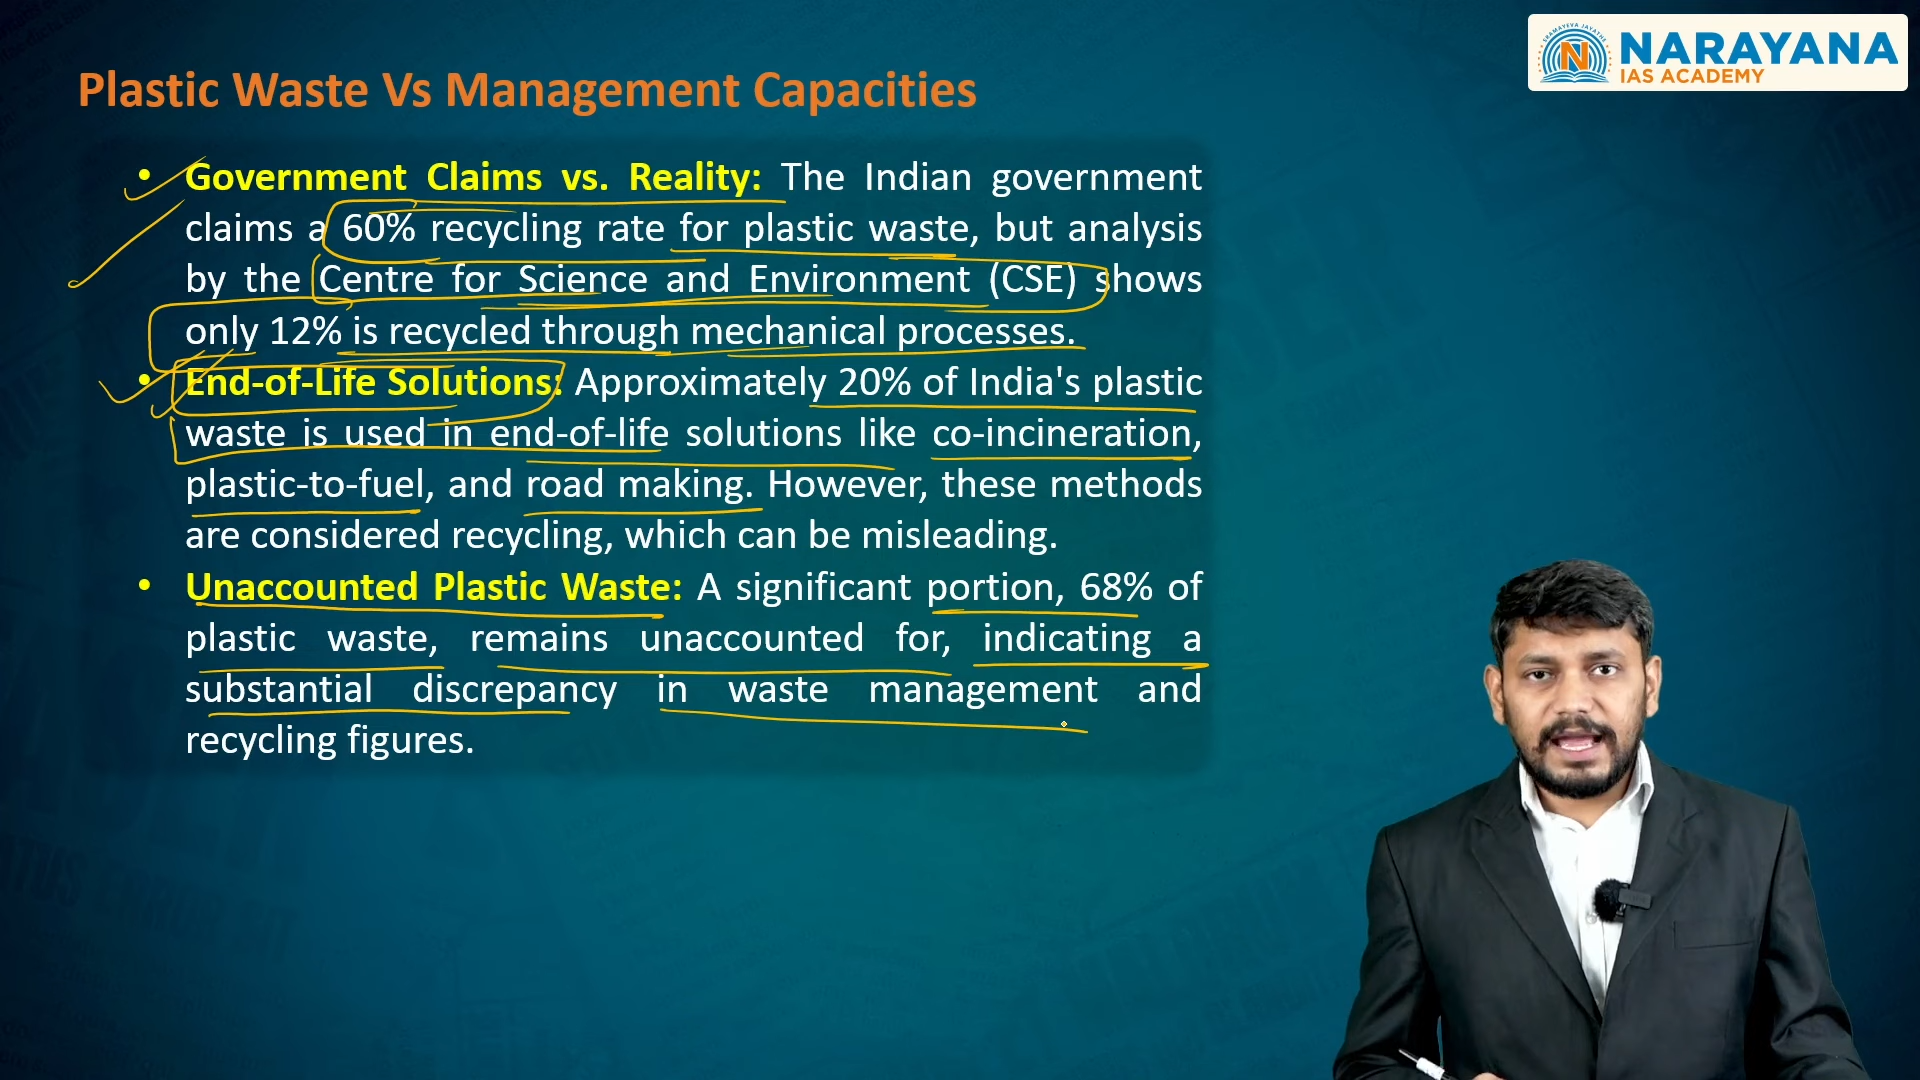 SRAMAYEVA JAYATHE
N
NARAYANA
IAS ACADEMY
Plastic Waste Vs Management Capacities
• Government Claims vs. Reality: The Indian government
claims a 60% recycling rate for plastic waste, but analysis
by the Centre for Science and Environment (CSE) shows
only 12% is recycled through mechanical processes.
• End-of-Life Solutions: Approximately 20% of India's plastic
waste is used in end-of-life solutions like co-incineration,
plastic-to-fuel, and road making. However, these methods
are considered recycling, which can be misleading.
• Unaccounted Plastic Waste: A significant portion, 68% of
plastic waste, remains unaccounted for, indicating a
substantial discrepancy in waste management and
recycling figures.